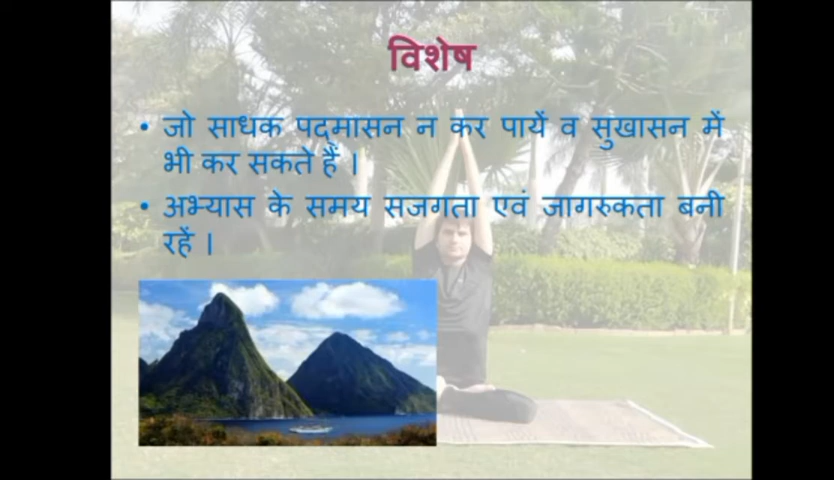 विशेष
• जो साधक पद्मासन न कर पायें व सुखासन में
भी कर सकते हैं ।
• अभ्यास के समय सजगता एवं जागरुकता बनी
रहें ।